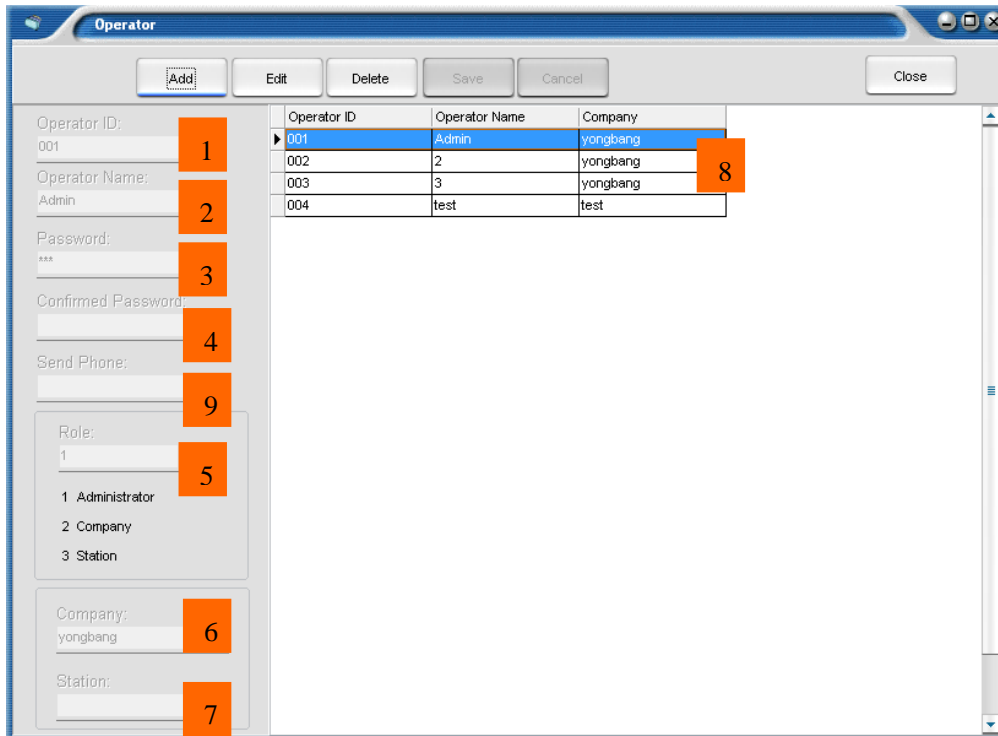 Operator
Add Edit Delete Save Cancel Close
Operator ID:
001
1
Operator Name:
Admin
2
Password:
***
3
Confirmed Password:
4
Send Phone:
9
Role:
1
5
1 Administrator
2 Company
3 Station
Company:
yongbang
6
Station:
7
Operator ID Operator Name Company
001 Admin yongbang
002 2 yongbang
003 3 yongbang
004 test test
8